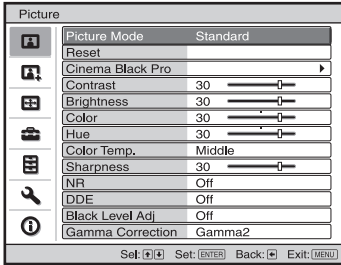 Picture
Picture Mode Standard
Reset
Cinema Black Pro
Contrast 30
Brightness 30
Color 30
Hue 30
Color Temp. Middle
Sharpness 30
NR Off
DDE Off
Black Level Adj Off
Gamma Correction Gamma2
Sel: Set: ENTER Back: Exit: MENU